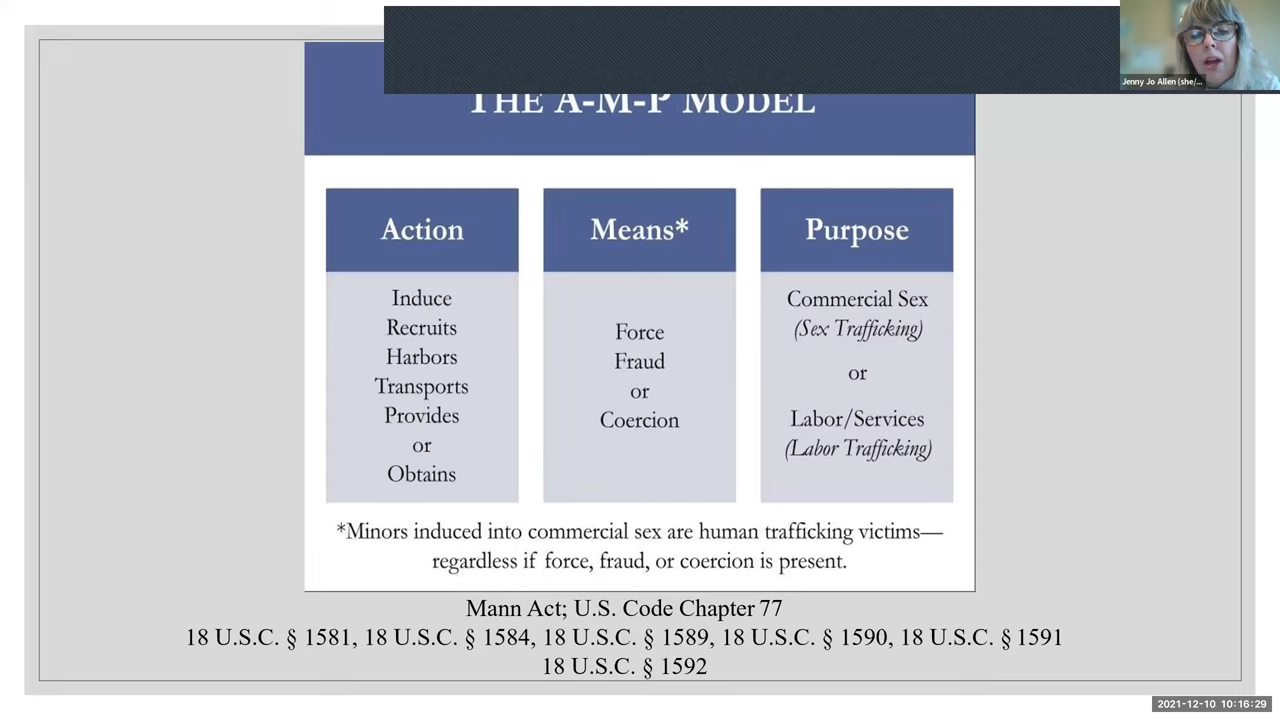 THE A-M-P MODEL
Jenny Jo Allen (she/...
Action
Induce
Recruits
Harbors
Transports
Provides
or
Obtains
Means*
Force
Fraud
or
Coercion
Purpose
Commercial Sex
(Sex Trafficking)
or
Labor/Services
(Labor Trafficking)
*Minors induced into commercial sex are human trafficking victims—
regardless if force, fraud, or coercion is present.
Mann Act; U.S. Code Chapter 77
18 U.S.C. § 1581, 18 U.S.C. § 1584, 18 U.S.C. § 1589, 18 U.S.C. § 1590, 18 U.S.C. § 1591
18 U.S.C. § 1592
2021-12-10 10:16:29